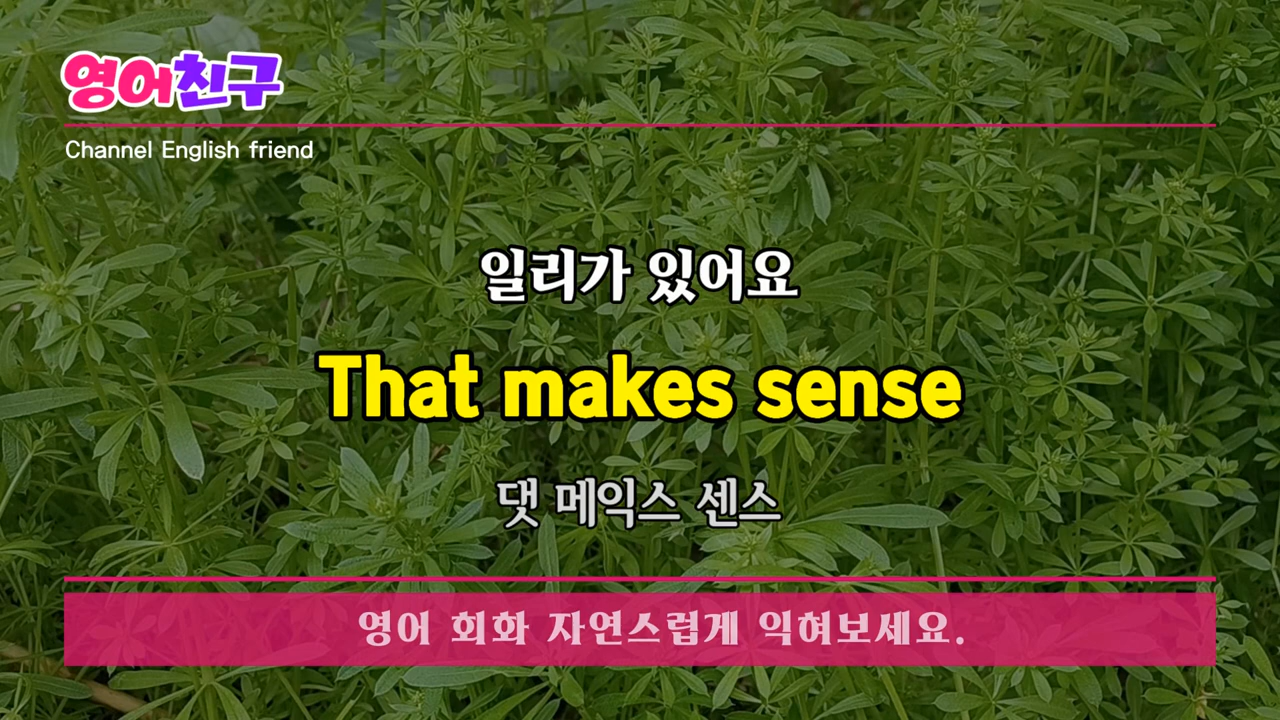 영어친구
Channel English friend
일리가 있어요
That makes sense
댓 메익스 센스
영어 회화 자연스럽게 익혀보세요.